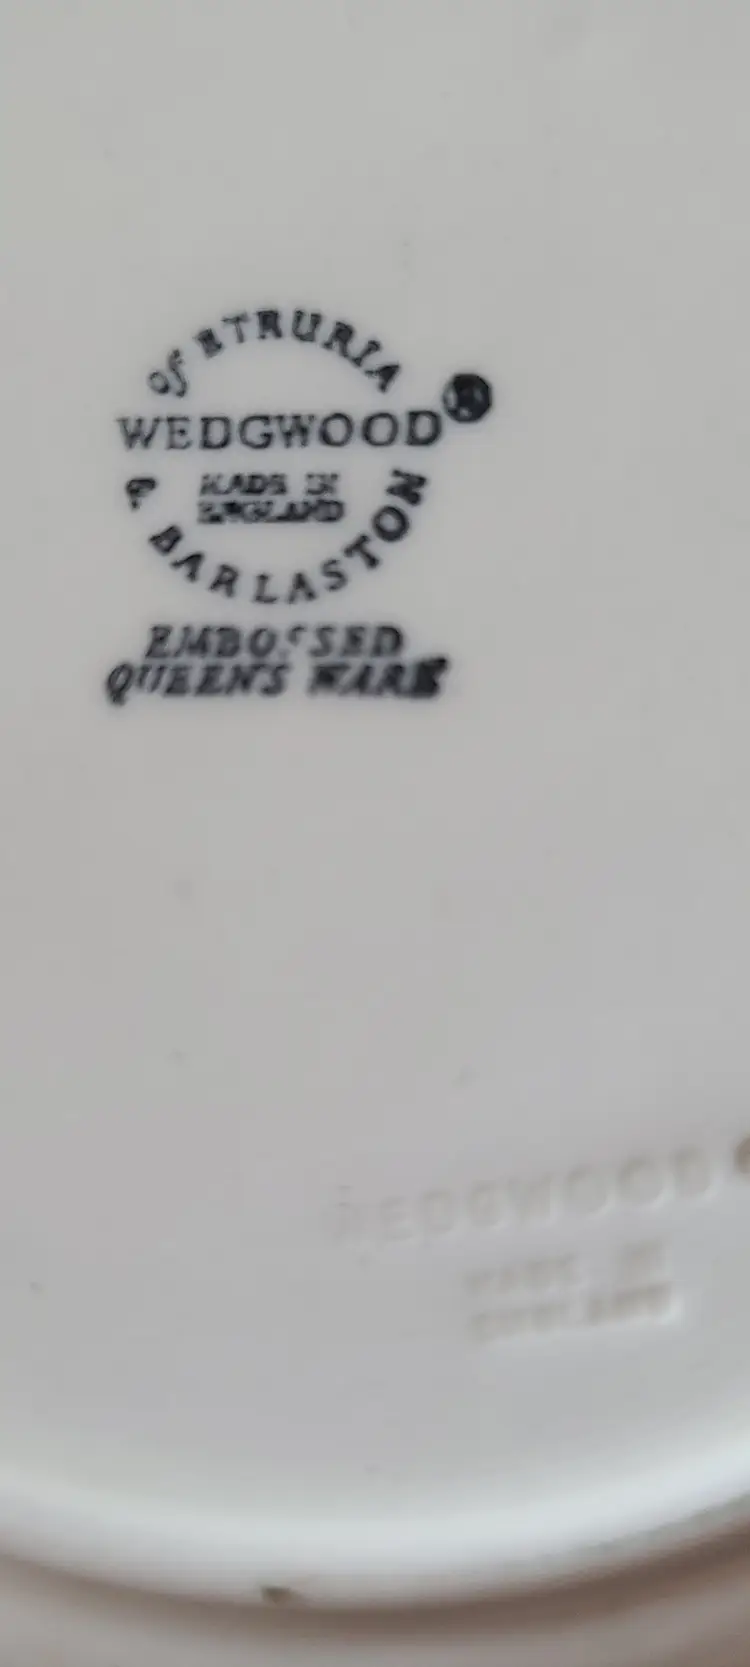 of ETRURIA
WEDGWOOD ®
MADE IN
ENGLAND
& BARLASTON
EMBOSSED
QUEEN'S WARE
WEDGWOOD
MADE IN
ENGLAND